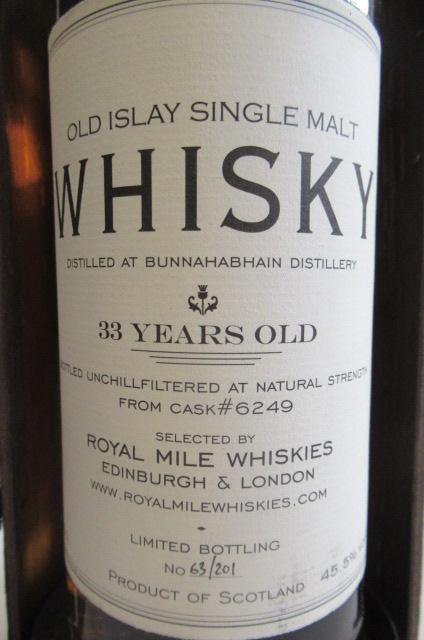 OLD ISLAY SINGLE MALT
WHISKY
DISTILLED AT BUNNAHABHAIN DISTILLERY
33 YEARS OLD
UNCHILLFILTERED AT NATURAL STRENGTH
FROM CASK#6249
SELECTED BY
ROYAL MILE WHISKIES
EDINBURGH & LONDON
WWW.ROYALMILEWHISKIES.COM
LIMITED BOTTLING
No 63/201
PRODUCT OF SCOTLAND 45.5%